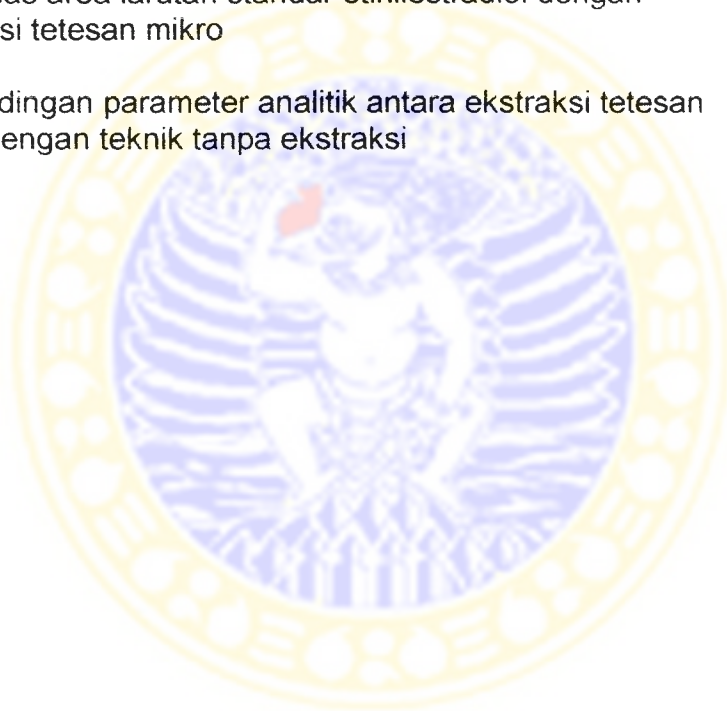 si tetesan mikro
dingan parameter analitik antara ekstraksi tetesan
engan teknik tanpa ekstraksi